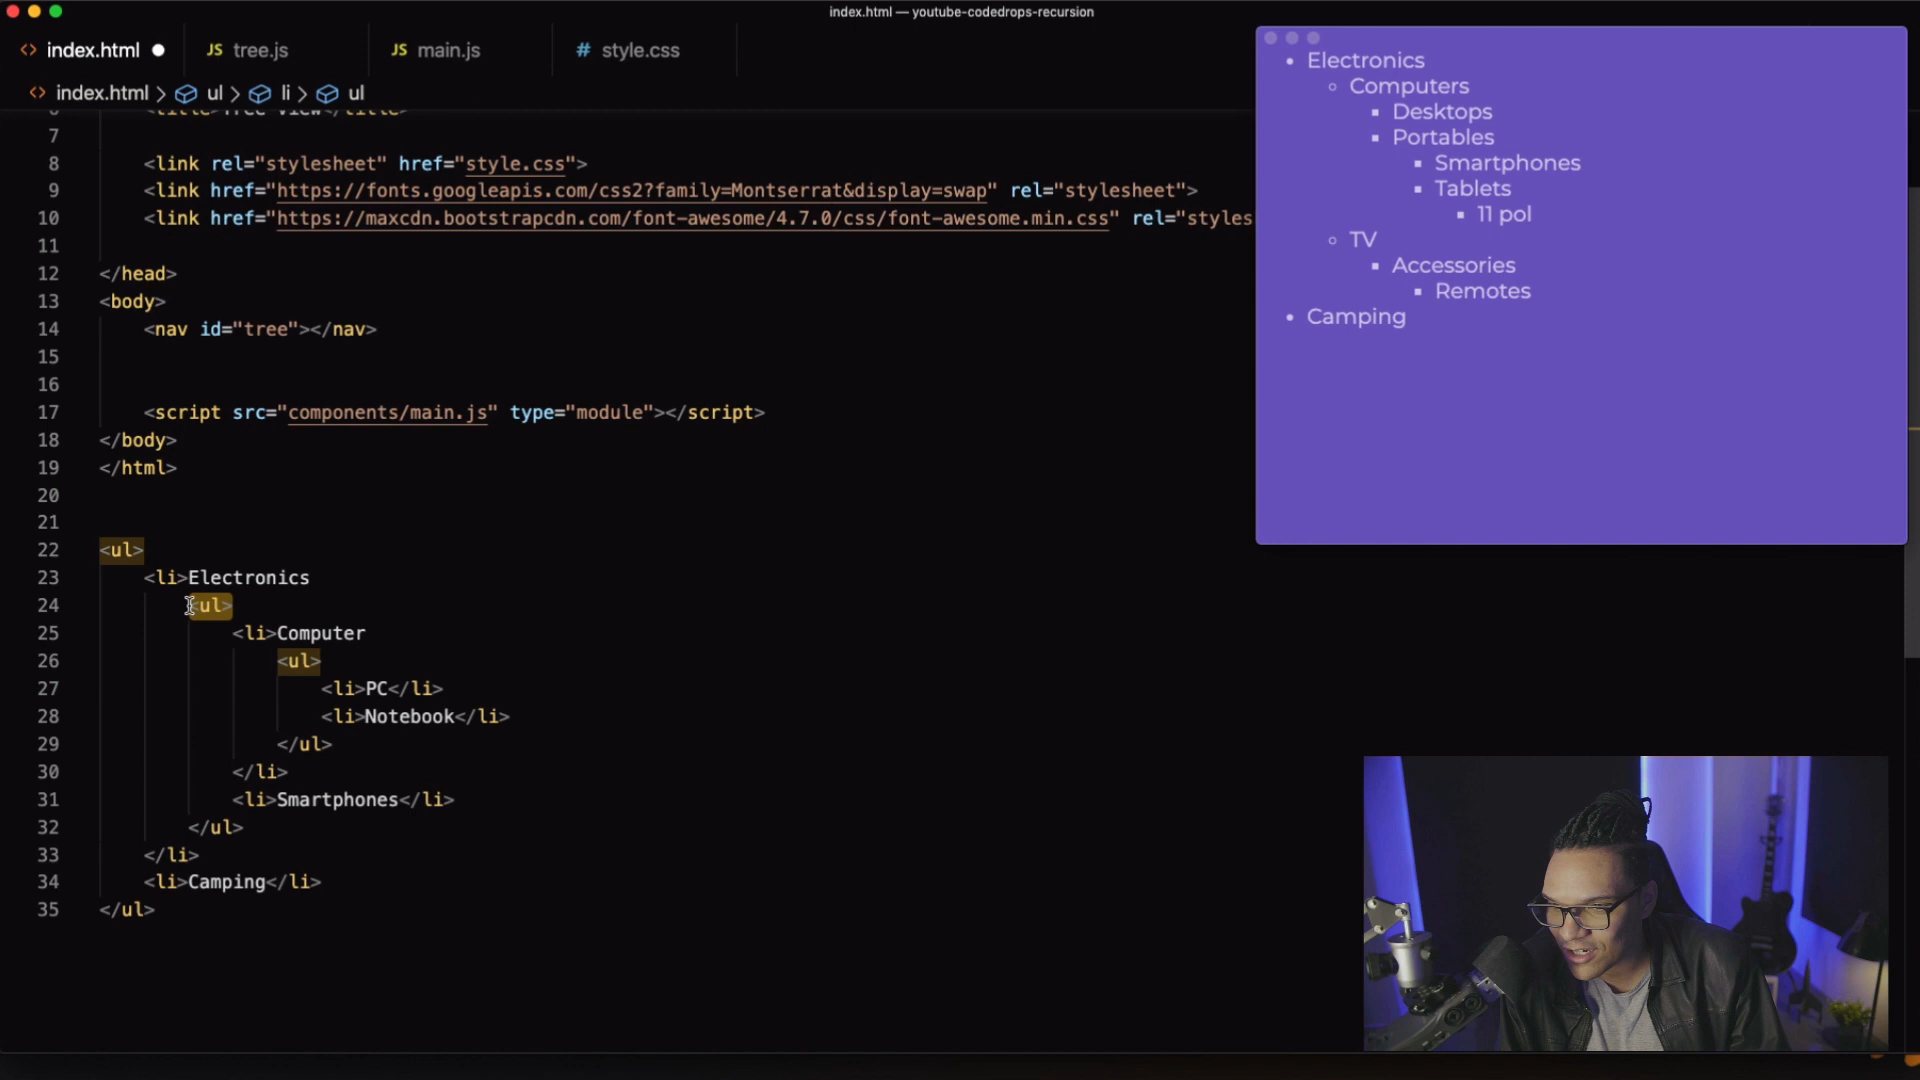 index.html — youtube-codedrops-recursion
index.html
JS tree.js
JS main.js
# style.css
index.html > ul > li > ul
6 <title>Tree View</title>
7
8 <link rel="stylesheet" href="style.css">
9 <link href="https://fonts.googleapis.com/css2?family=Montserrat&display=swap" rel="stylesheet">
10 <link href="https://maxcdn.bootstrapcdn.com/font-awesome/4.7.0/css/font-awesome.min.css" rel="styles
11
12 </head>
13 <body>
14 <nav id="tree"></nav>
15
16
17 <script src="components/main.js" type="module"></script>
18 </body>
19 </html>
20
21
22 <ul>
23 <li>Electronics
24 <ul>
25 <li>Computer
26 <ul>
27 <li>PC</li>
28 <li>Notebook</li>
29 </ul>
30 </li>
31 <li>Smartphones</li>
32 </ul>
33 </li>
34 <li>Camping</li>
35 </ul>
Electronics
Computers
Desktops
Portables
Smartphones
Tablets
11 pol
TV
Accessories
Remotes
Camping